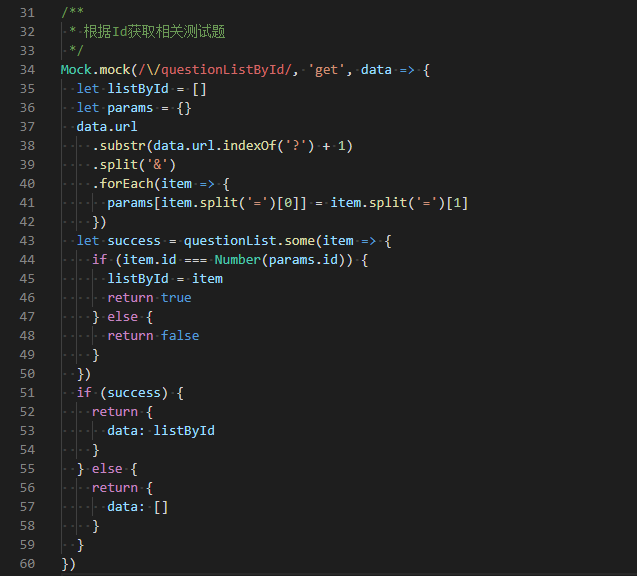 31 /**
32  * 根据Id获取相关测试题
33  */
34 Mock.mock(/\/questionListById/, 'get', data => {
35   let listById = []
36   let params = {}
37   data.url
38     .substr(data.url.indexOf('?') + 1)
39     .split('&')
40     .forEach(item => {
41       params[item.split('=')[0]] = item.split('=')[1]
42     })
43   let success = questionList.some(item => {
44     if (item.id === Number(params.id)) {
45       listById = item
46       return true
47     } else {
48       return false
49     }
50   })
51   if (success) {
52     return {
53       data: listById
54     }
55   } else {
56     return {
57       data: []
58     }
59   }
60 })